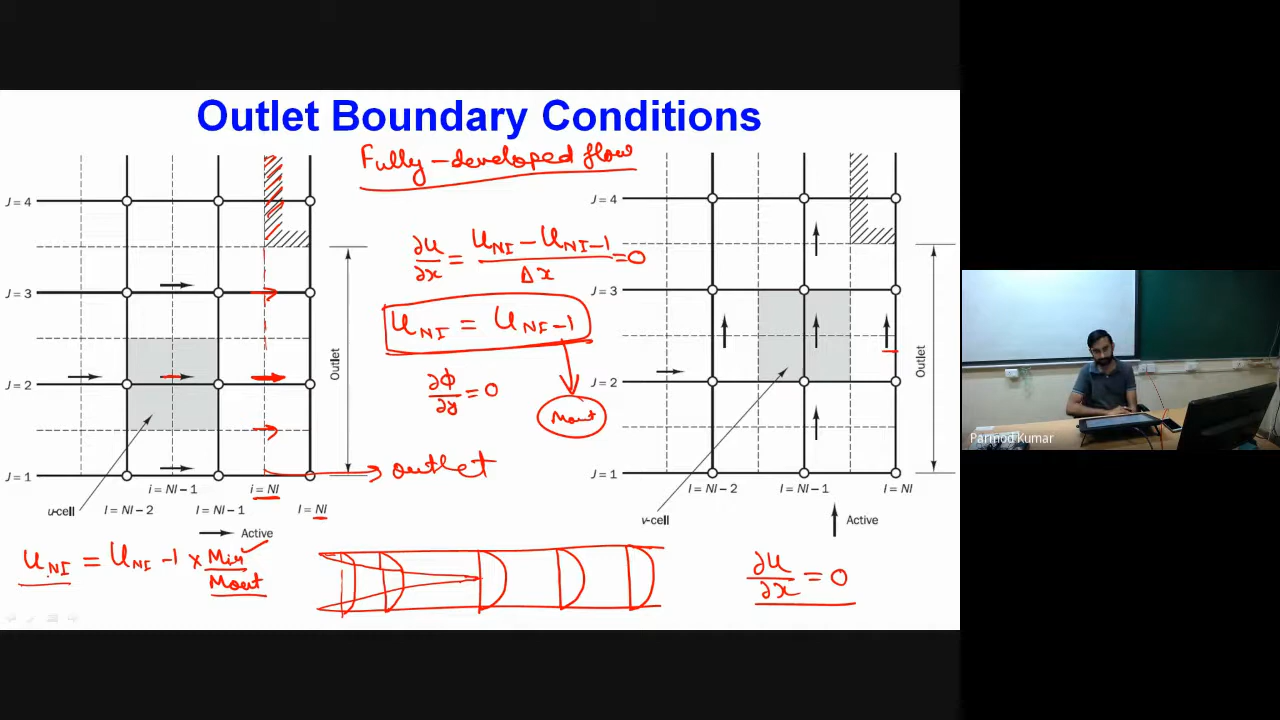 Outlet Boundary Conditions
Fully-developed flow
J = 4
J = 3
J = 2
J = 1
i = NI – 1
i = NI
I = NI – 2
I = NI – 1
I = NI
u-cell
Active
Outlet
∂u/∂x = (U_NI – U_NI-1)/Δx = 0
U_NI = U_NI-1
∂ϕ/∂y = 0
Mout
outlet
U_NI = U_NI-1 × Min/Mout
J = 4
J = 3
J = 2
J = 1
I = NI – 2
I = NI – 1
I = NI
v-cell
Active
Outlet
∂u/∂x = 0
Parmod Kumar